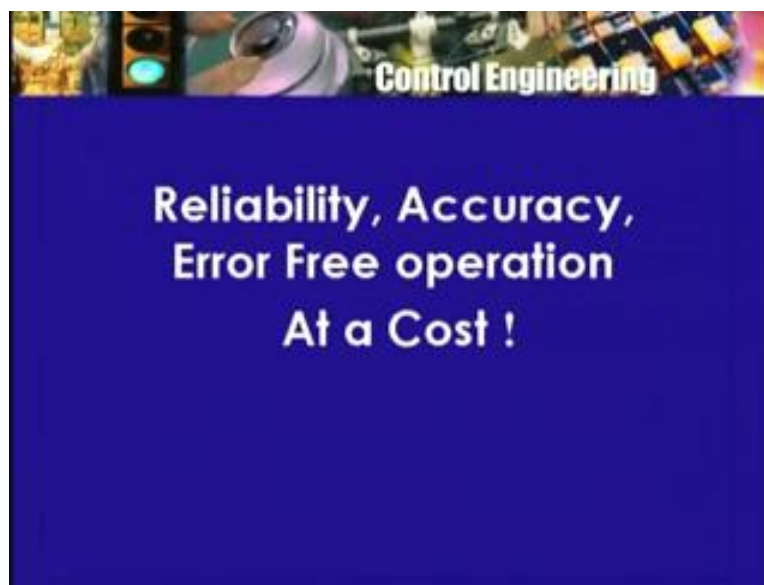 Control Engineering
Reliability, Accuracy,
Error Free operation
At a Cost !